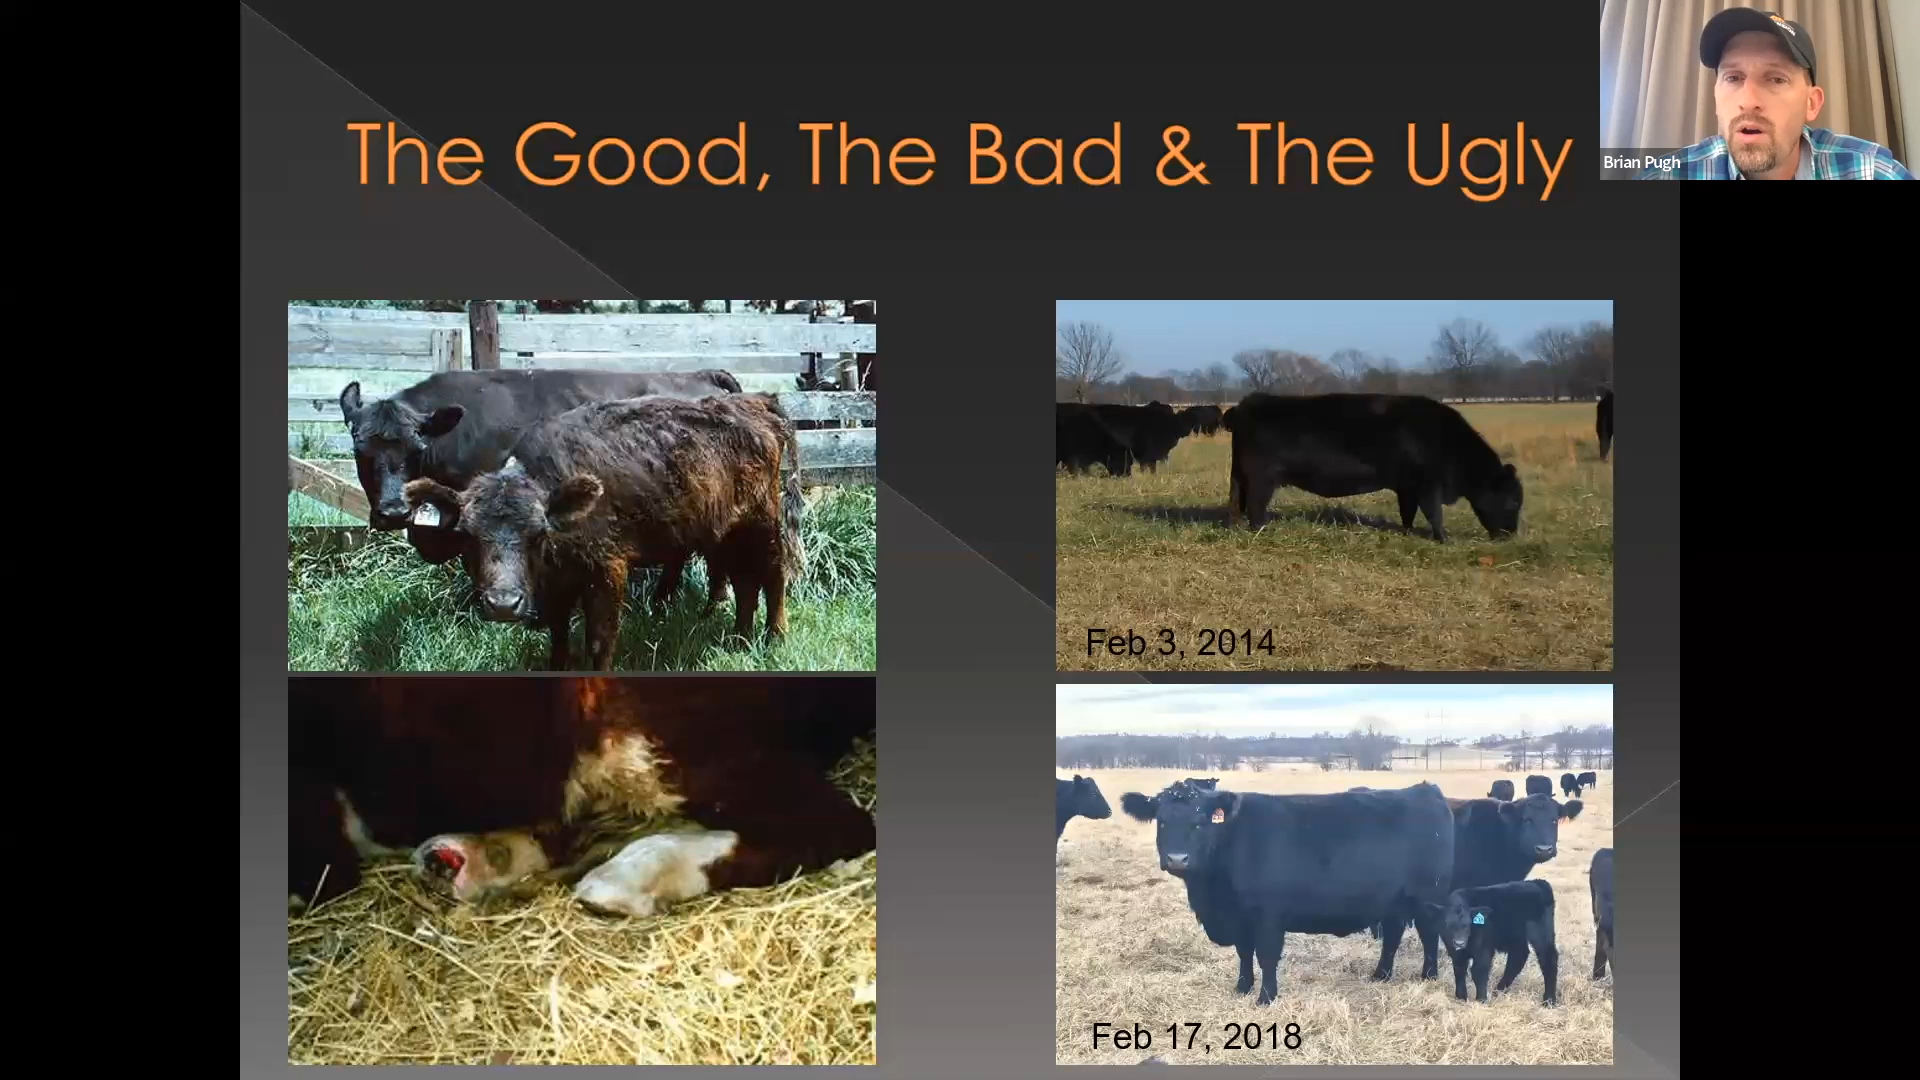 The Good, The Bad & The Ugly
Brian Pugh
Feb 3, 2014
Feb 17, 2018